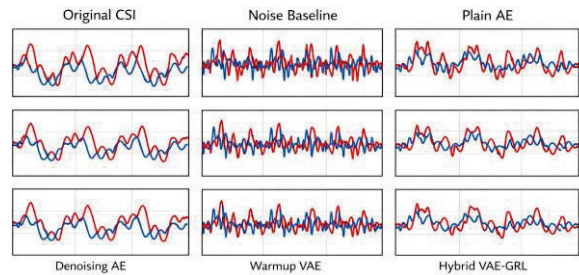 Original CSI
Noise Baseline
Plain AE
Denoising AE
Warmup VAE
Hybrid VAE-GRL